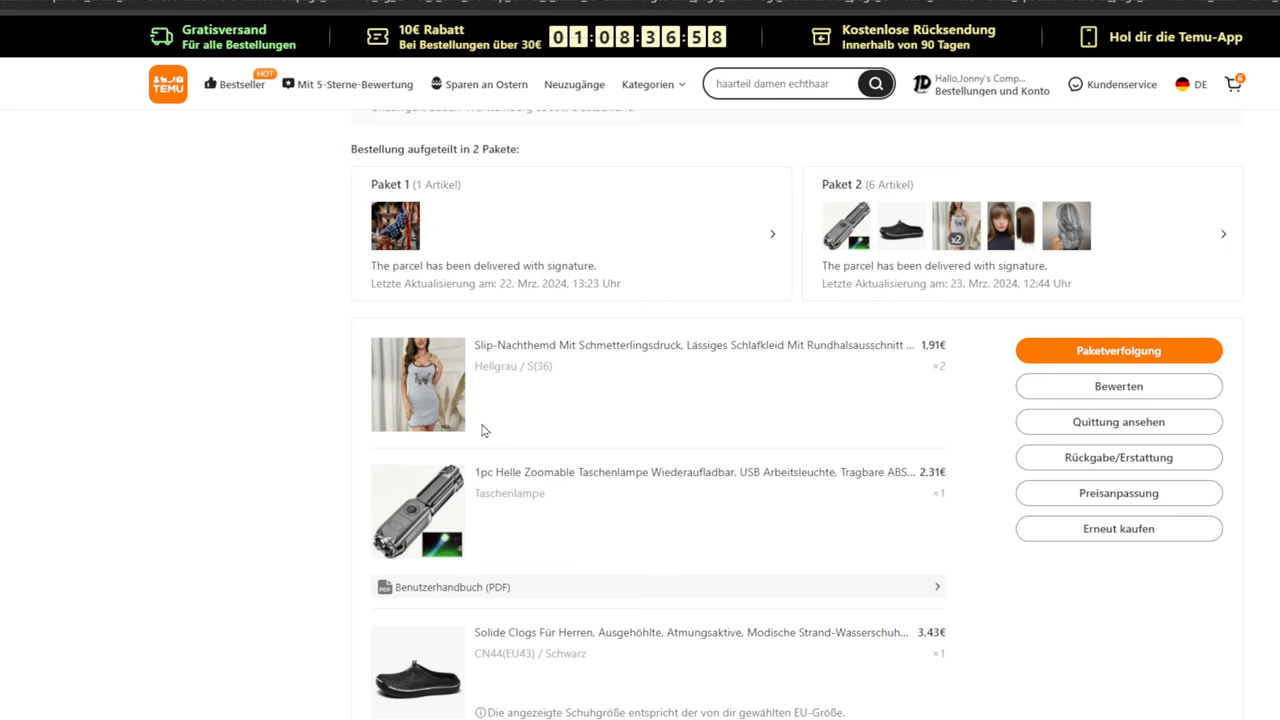 Gratisversand
Für alle Bestellungen
10€ Rabatt
Bei Bestellungen über 30€
01:08:36:58
Kostenlose Rücksendung
Innerhalb von 90 Tagen
Hol dir die Temu-App
TEMU
Bestseller
HOT
Mit 5-Sterne-Bewertung
Sparen an Ostern
Neuzugänge
Kategorien
haarteil damen echthaar
Hallo,Jonny's Comp...
Bestellungen und Konto
Kundenservice
DE
6
Bestellung aufgeteilt in 2 Pakete:
Paket 1 (1 Artikel)
The parcel has been delivered with signature.
Letzte Aktualisierung am: 22. Mrz. 2024, 13:23 Uhr
Paket 2 (6 Artikel)
x2
The parcel has been delivered with signature.
Letzte Aktualisierung am: 23. Mrz. 2024, 12:44 Uhr
Slip-Nachthemd Mit Schmetterlingsdruck, Lässiges Schlafkleid Mit Rundhalsausschnitt ... 1,91€
Hellgrau / S(36) ×2
1pc Helle Zoomable Taschenlampe Wiederaufladbar, USB Arbeitsleuchte, Tragbare ABS... 2,31€
Taschenlampe ×1
PDF Benutzerhandbuch (PDF)
Solide Clogs Für Herren, Ausgehöhlte, Atmungsaktive, Modische Strand-Wasserschuh... 3,43€
CN44(EU43) / Schwarz ×1
Die angezeigte Schuhgröße entspricht der von dir gewählten EU-Größe.
Paketverfolgung
Bewerten
Quittung ansehen
Rückgabe/Erstattung
Preisanpassung
Erneut kaufen